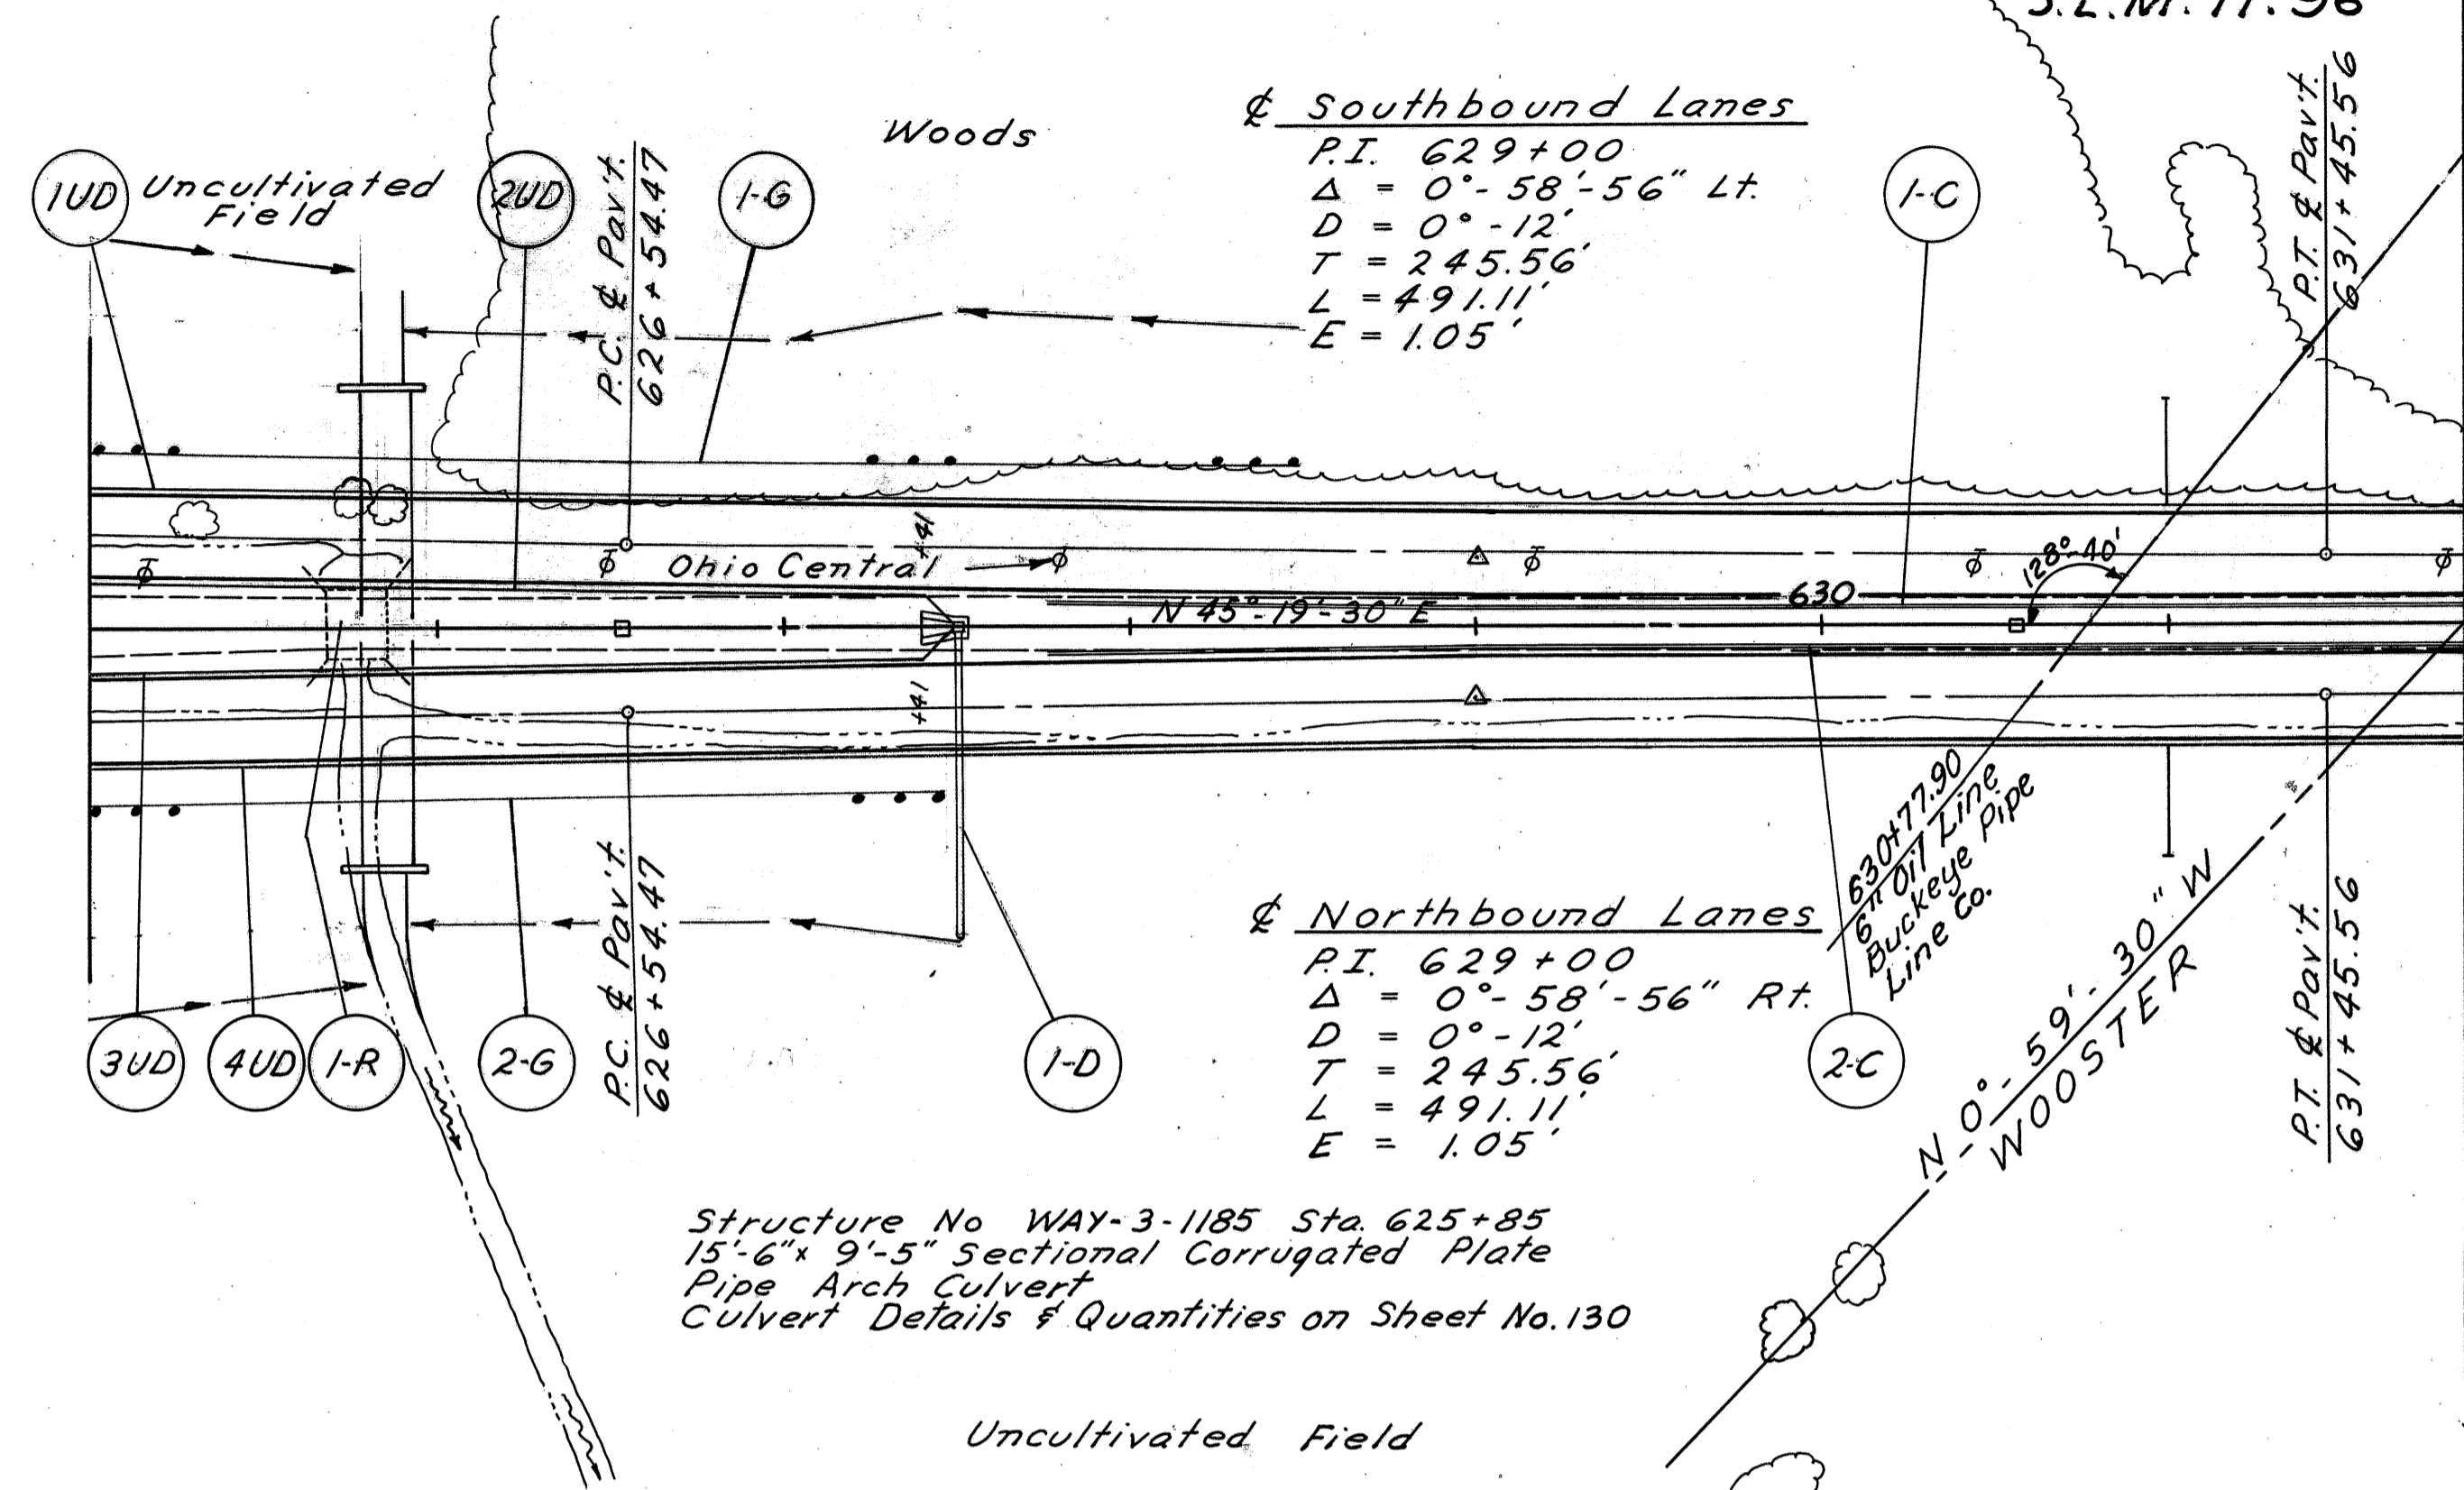 S.L.M. 11.96
Woods
℄ Southbound Lanes
P.I. 629+00
Δ = 0°-58'-56" Lt.
D = 0°-12'
T = 245.56'
L = 491.11'
E = 1.05'
1UD
Uncultivated
Field
2UD
P.C. ℄ Pav't.
626+54.47
1-G
1-C
P.T. ℄ Pav't.
631+45.56
+41
Ohio Central
128°-40'
630
N 45°-19'-30" E
+41
630+77.90
6" Oil Line
Buckeye Pipe
Line Co.
P.C. ℄ Pav't.
626+54.47
℄ Northbound Lanes
P.I. 629+00
Δ = 0°-58'-56" Rt.
D = 0°-12'
T = 245.56'
L = 491.11'
E = 1.05'
3UD
4UD
1-R
2-G
1-D
2-C
N 0°-59'-30" W
WOOSTER
P.T. ℄ Pav't.
631+45.56
Structure No WAY-3-1185 Sta. 625+85
15'-6"x 9'-5" Sectional Corrugated Plate
Pipe Arch Culvert
Culvert Details & Quantities on Sheet No. 130
Uncultivated Field